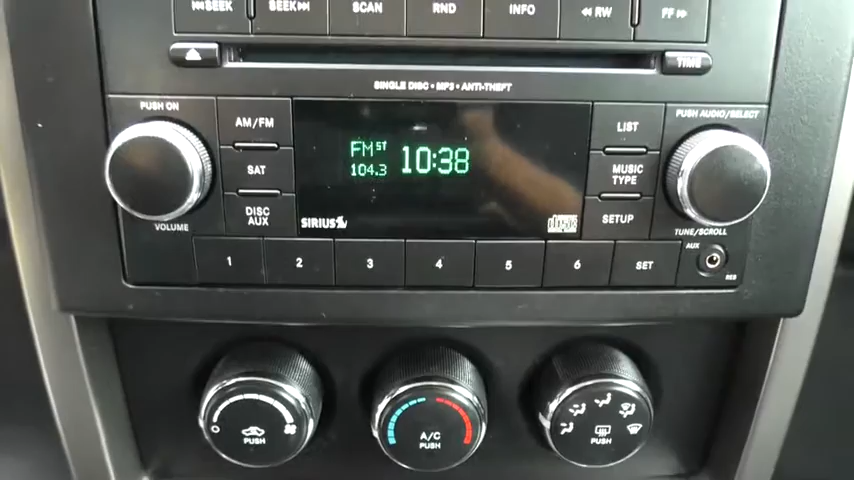 SEEK SEEK SCAN RND INFO RW FF
TIME
SINGLE DISC • MP3 • ANTI-THEFT
PUSH ON
PUSH AUDIO/SELECT
AM/FM
SAT
DISC AUX
VOLUME
FM ST
104.3
10:38
SIRIUS
disc
LIST
MUSIC TYPE
SETUP
TUNE/SCROLL
AUX
1 2 3 4 5 6 SET
PUSH
A/C
PUSH
PUSH